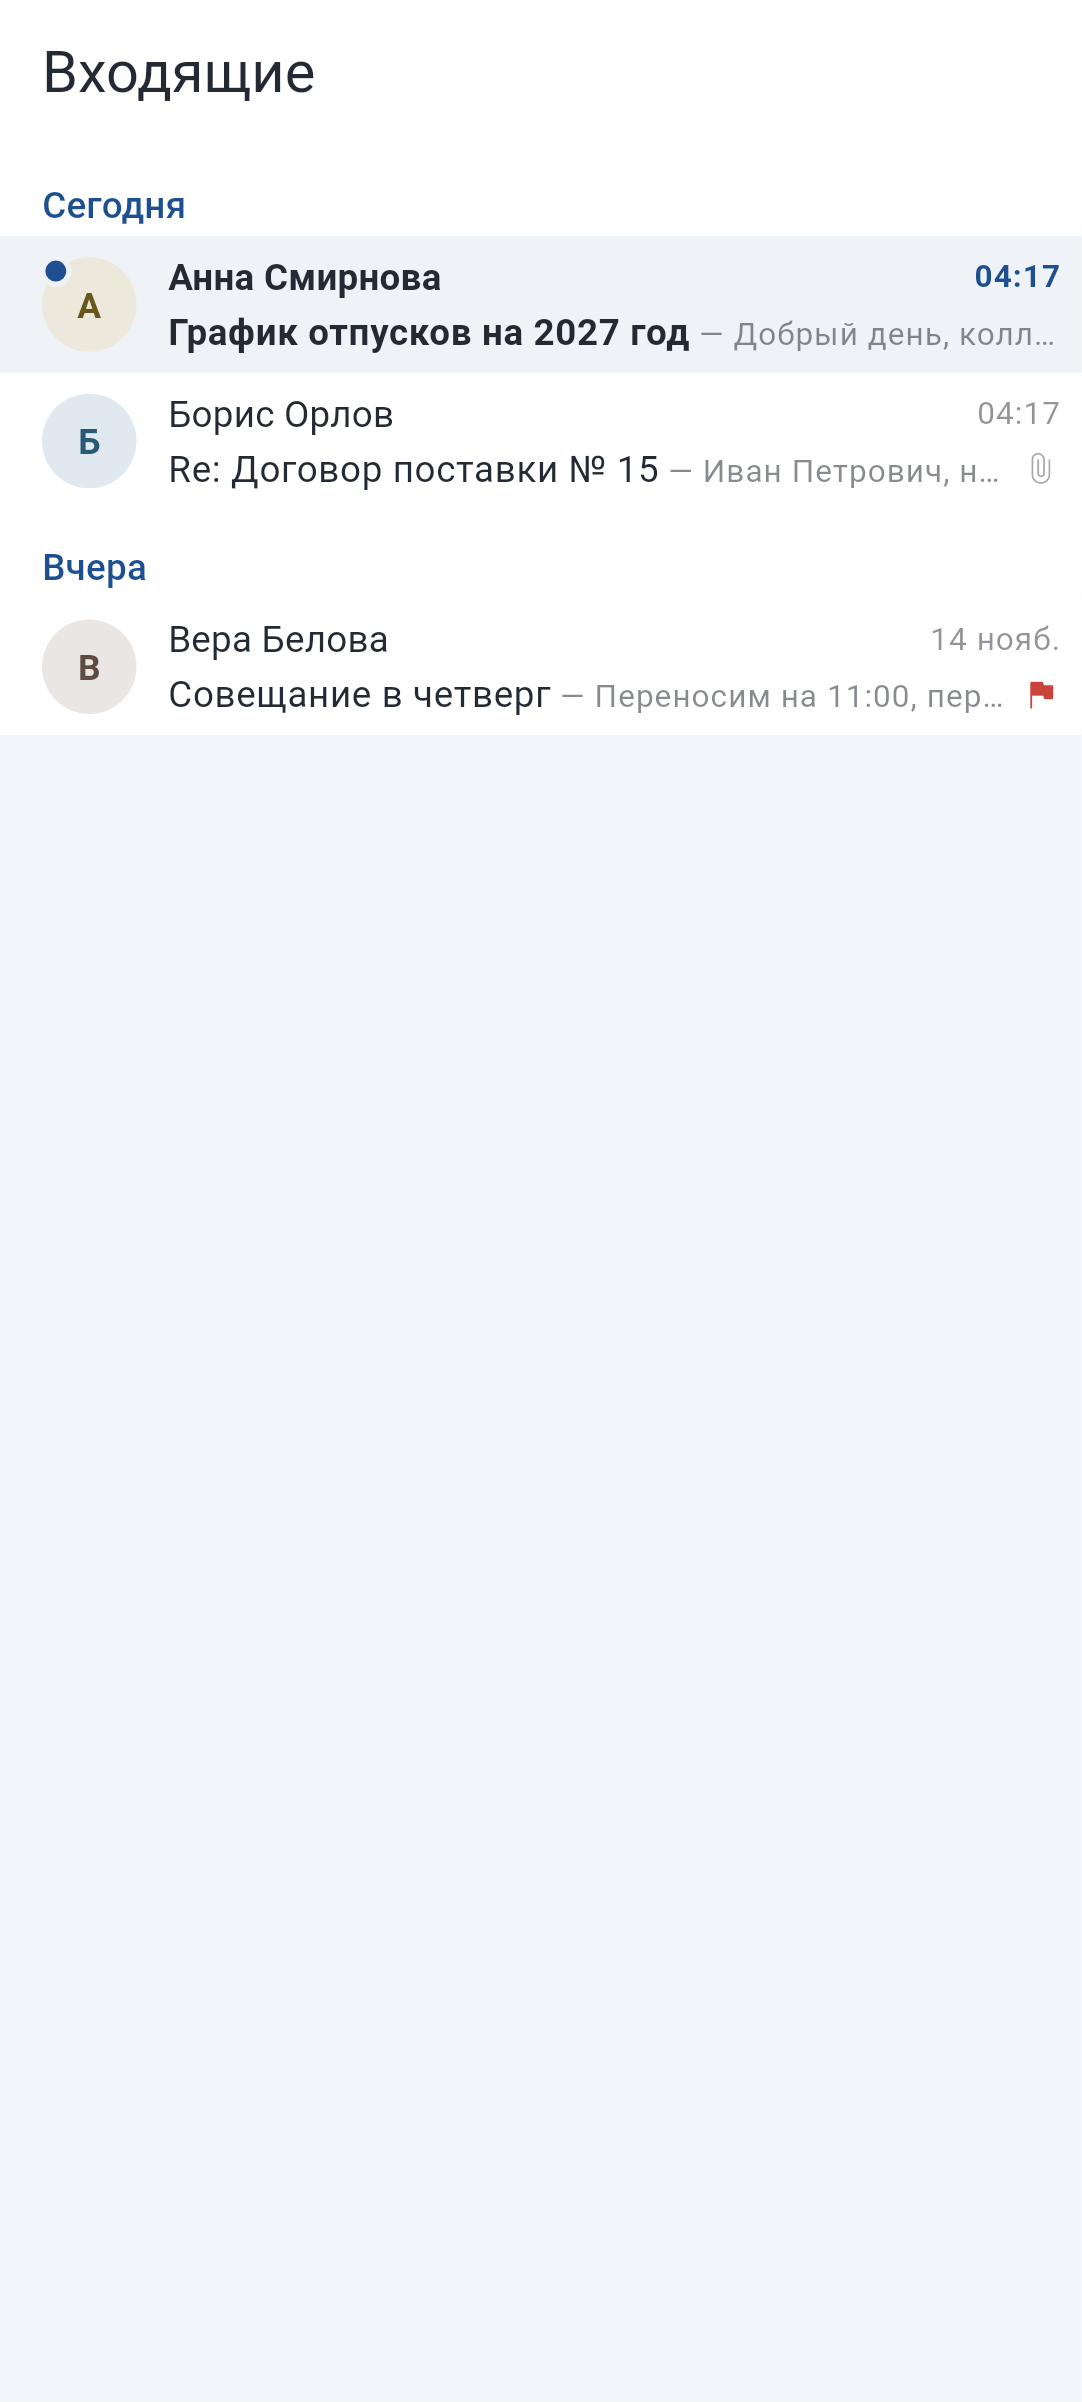 Входящие
Сегодня
А
Анна Смирнова 04:17
График отпусков на 2027 год — Добрый день, колл…
Б
Борис Орлов 04:17
Re: Договор поставки № 15 — Иван Петрович, н…
Вчера
В
Вера Белова 14 нояб.
Совещание в четверг — Переносим на 11:00, пер…